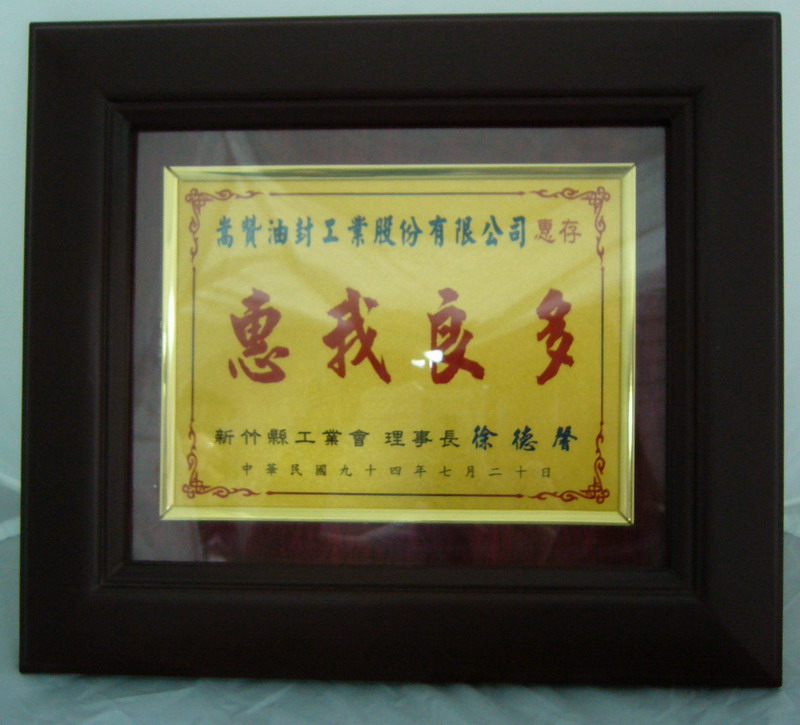 嵩贊油封工業股份有限公司 惠存
惠我良多
新竹縣工業會 理事長 徐德馨
中華民國九十四年七月二十日